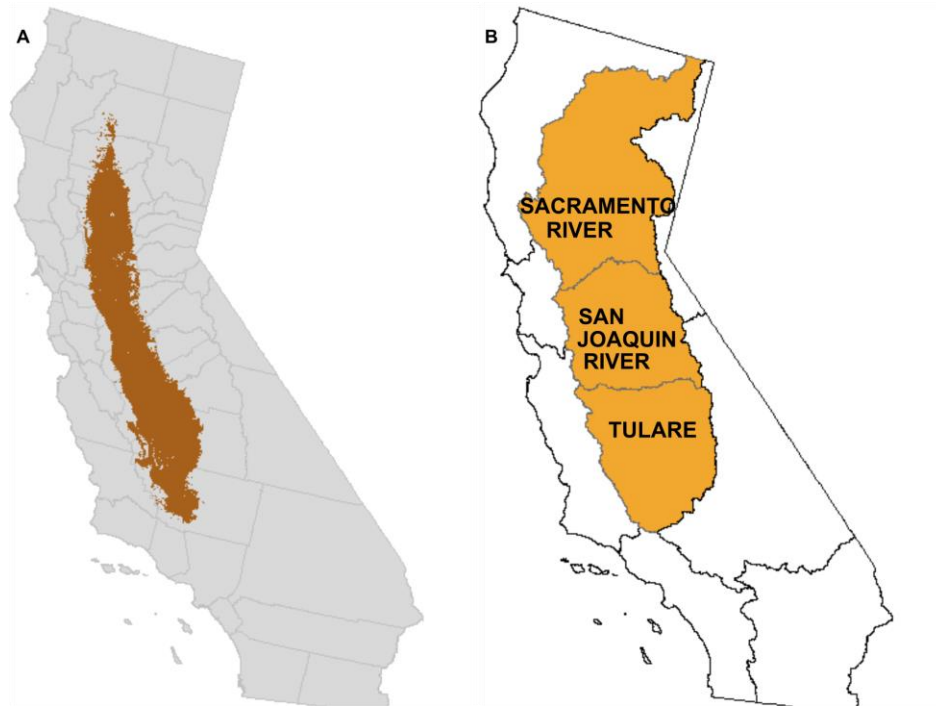 A
B
SACRAMENTO
RIVER
SAN
JOAQUIN
RIVER
TULARE